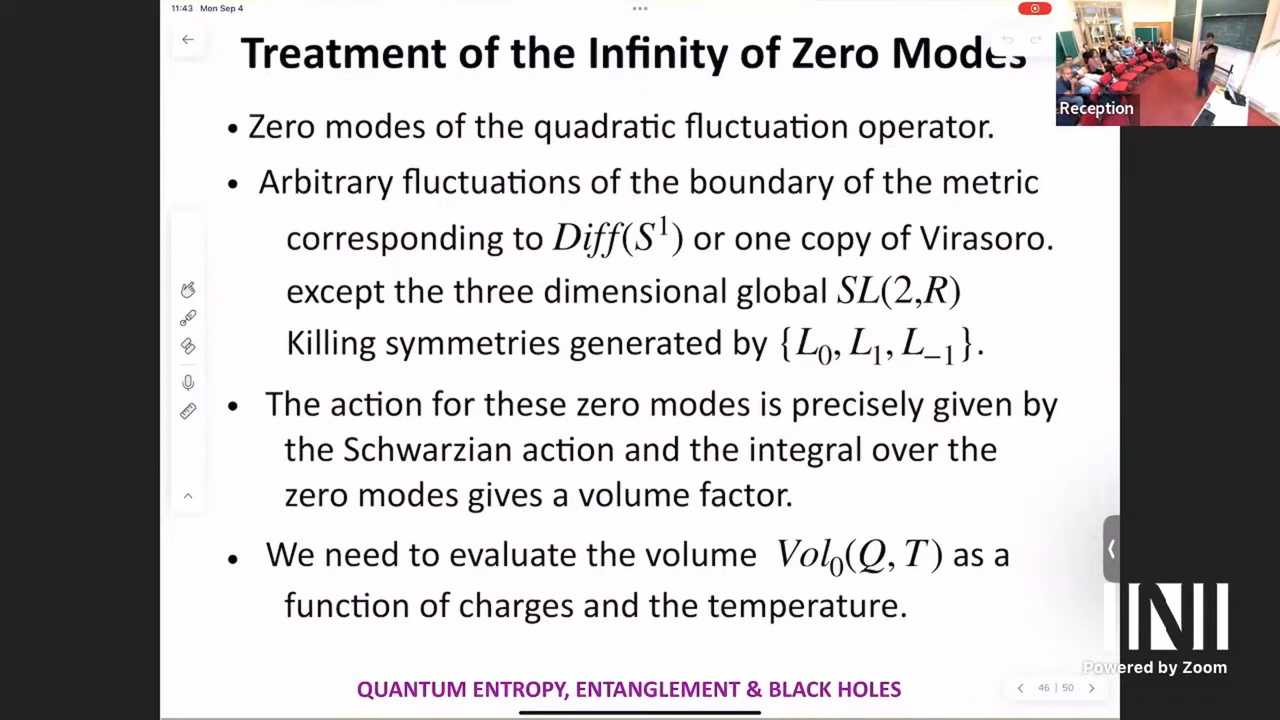 11:43 Mon Sep 4
Treatment of the Infinity of Zero Modes
Reception
• Zero modes of the quadratic fluctuation operator.
• Arbitrary fluctuations of the boundary of the metric
corresponding to Diff(S¹) or one copy of Virasoro.
except the three dimensional global SL(2,R)
Killing symmetries generated by {L₀, L₁, L₋₁}.
• The action for these zero modes is precisely given by
the Schwarzian action and the integral over the
zero modes gives a volume factor.
• We need to evaluate the volume Vol₀(Q, T) as a
function of charges and the temperature.
INI
Powered by Zoom
QUANTUM ENTROPY, ENTANGLEMENT & BLACK HOLES
46 | 50